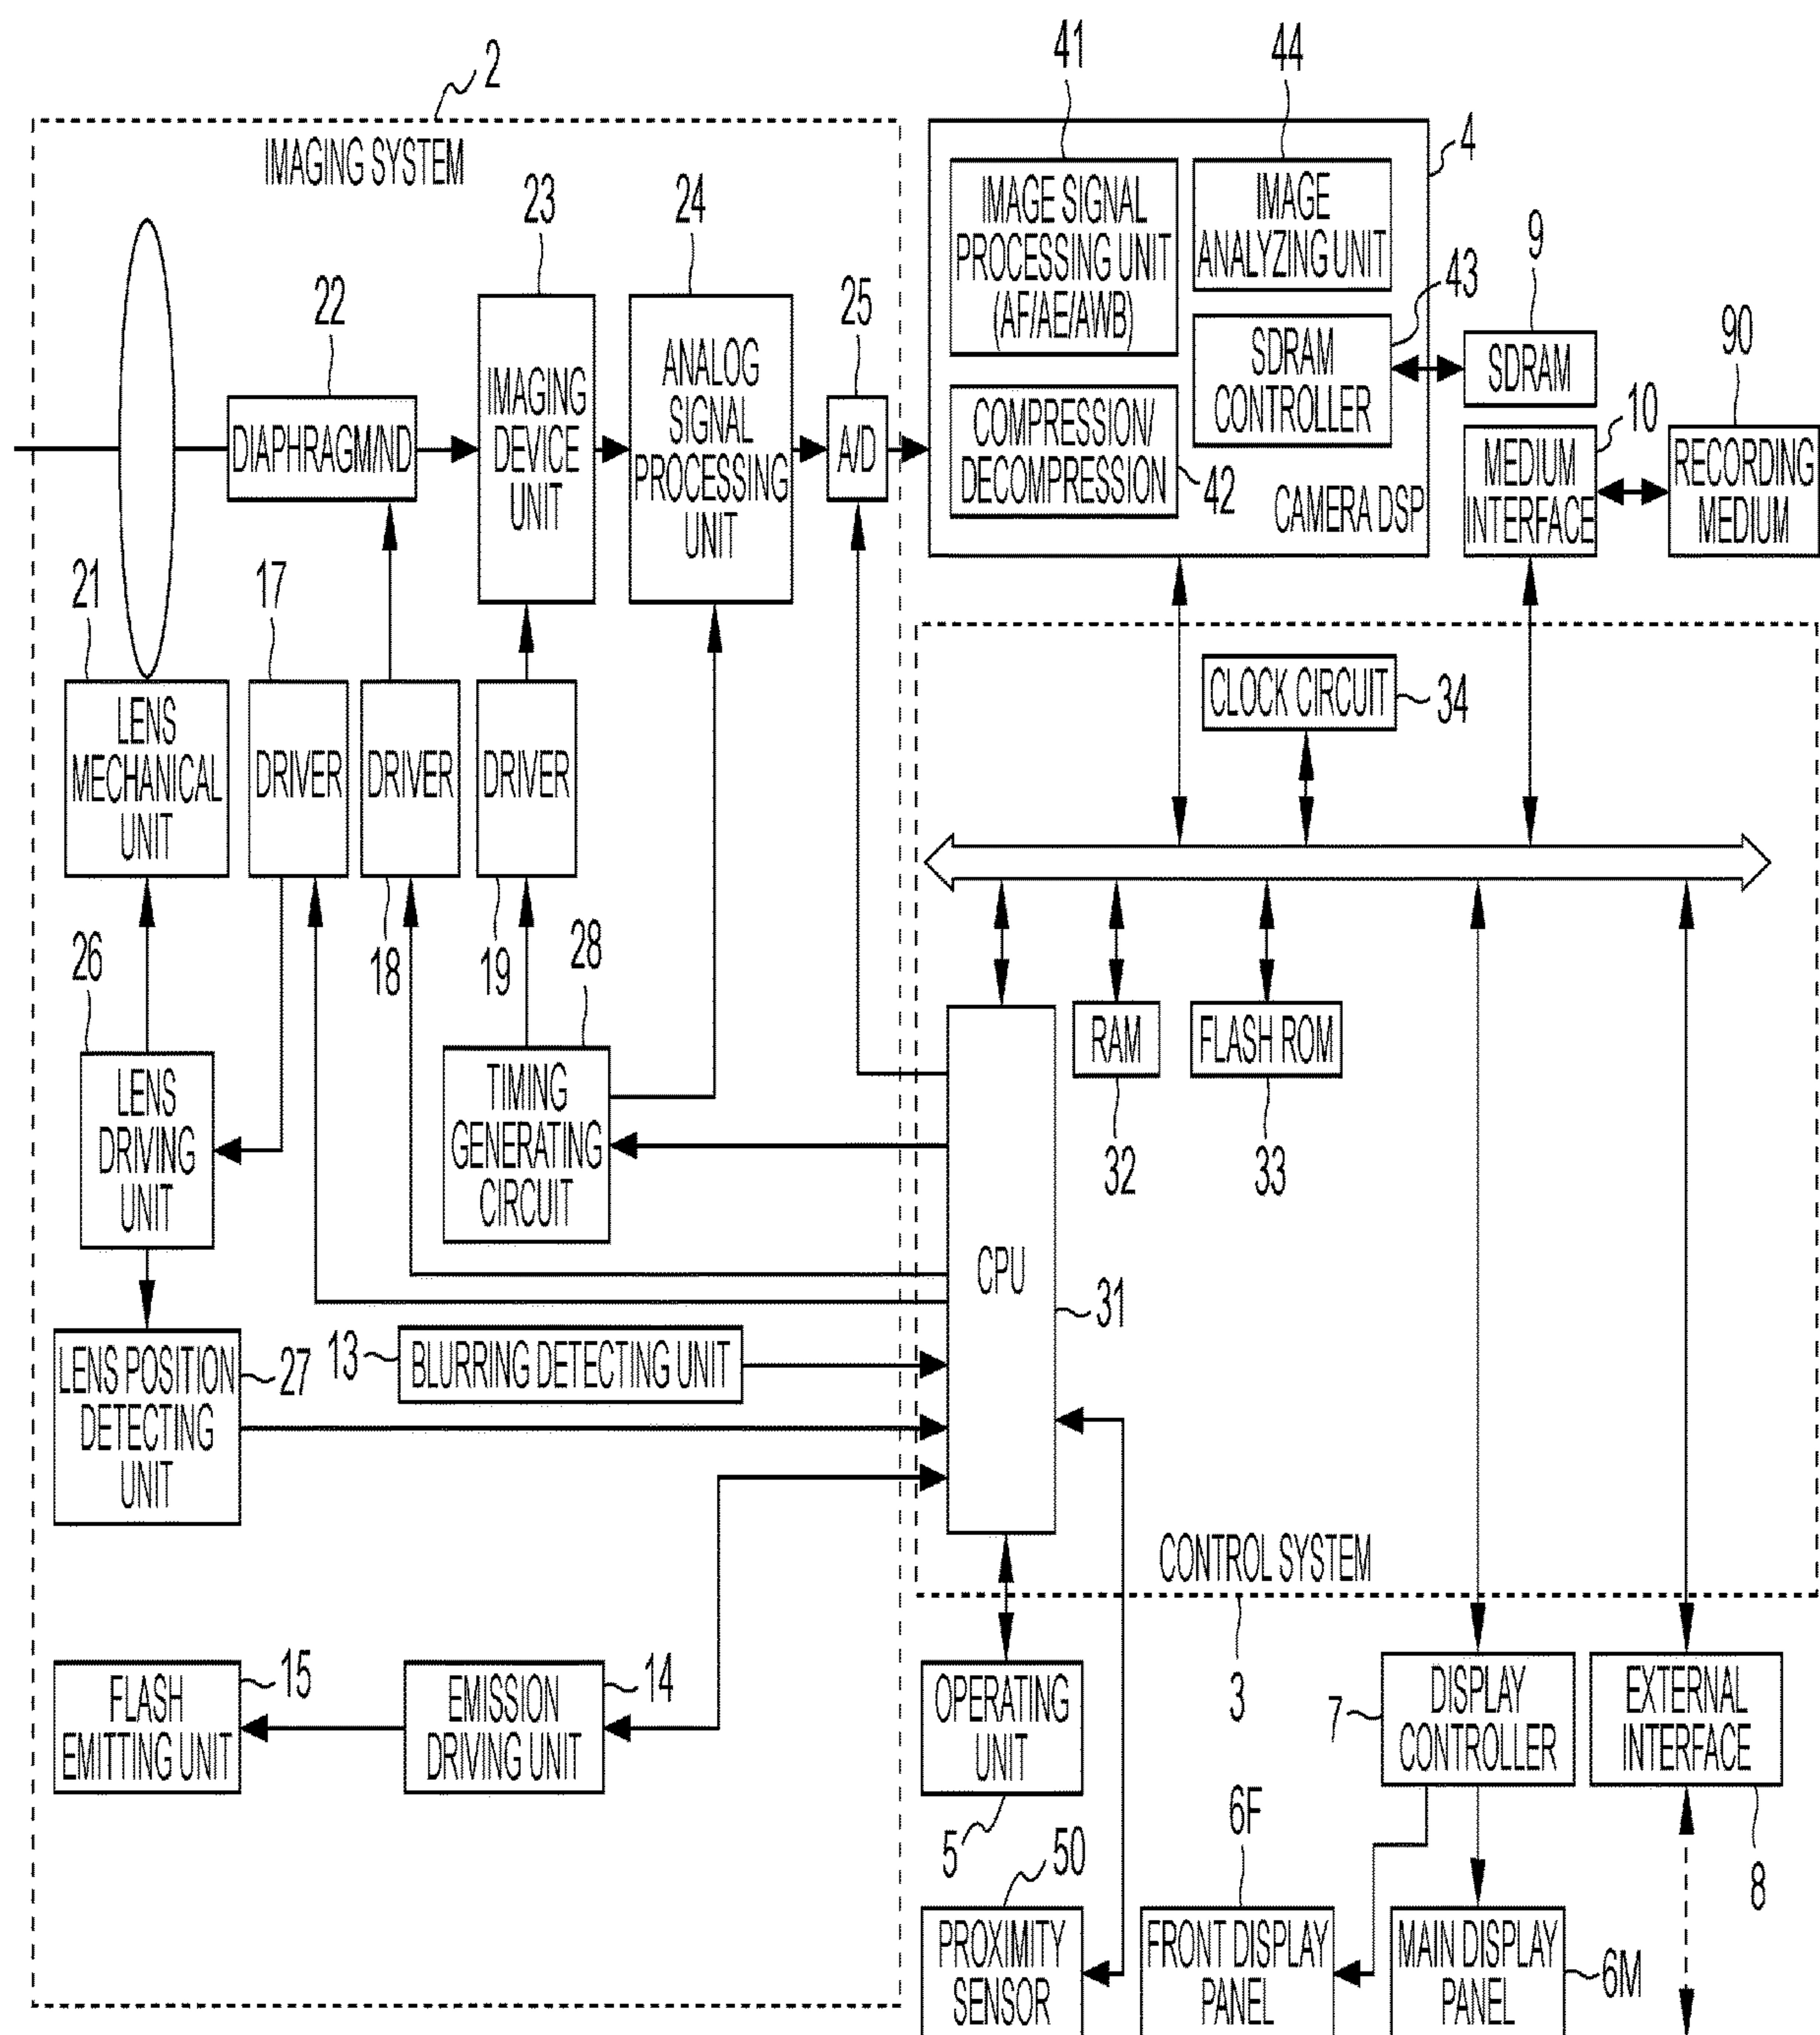 2
IMAGING SYSTEM
41
44
4
IMAGE SIGNAL
PROCESSING UNIT
(AF/AE/AWB)
IMAGE
ANALYZING UNIT
43
SDRAM
CONTROLLER
COMPRESSION/
DECOMPRESSION
42
CAMERA DSP
9
SDRAM
10
MEDIUM
INTERFACE
90
RECORDING
MEDIUM
22
DIAPHRAGM/ND
23
IMAGING
DEVICE
UNIT
24
ANALOG
SIGNAL
PROCESSING
UNIT
25
A/D
21
LENS
MECHANICAL
UNIT
17
DRIVER
DRIVER
18
DRIVER
19
CLOCK CIRCUIT
34
26
LENS
DRIVING
UNIT
28
TIMING
GENERATING
CIRCUIT
RAM
32
FLASH ROM
33
CPU
31
LENS POSITION
DETECTING
UNIT
27
13
BLURRING DETECTING UNIT
CONTROL SYSTEM
3
FLASH
EMITTING UNIT
15
EMISSION
DRIVING UNIT
14
OPERATING
UNIT
5
7
DISPLAY
CONTROLLER
EXTERNAL
INTERFACE
8
50
PROXIMITY
SENSOR
6F
FRONT DISPLAY
PANEL
MAIN DISPLAY
PANEL
6M